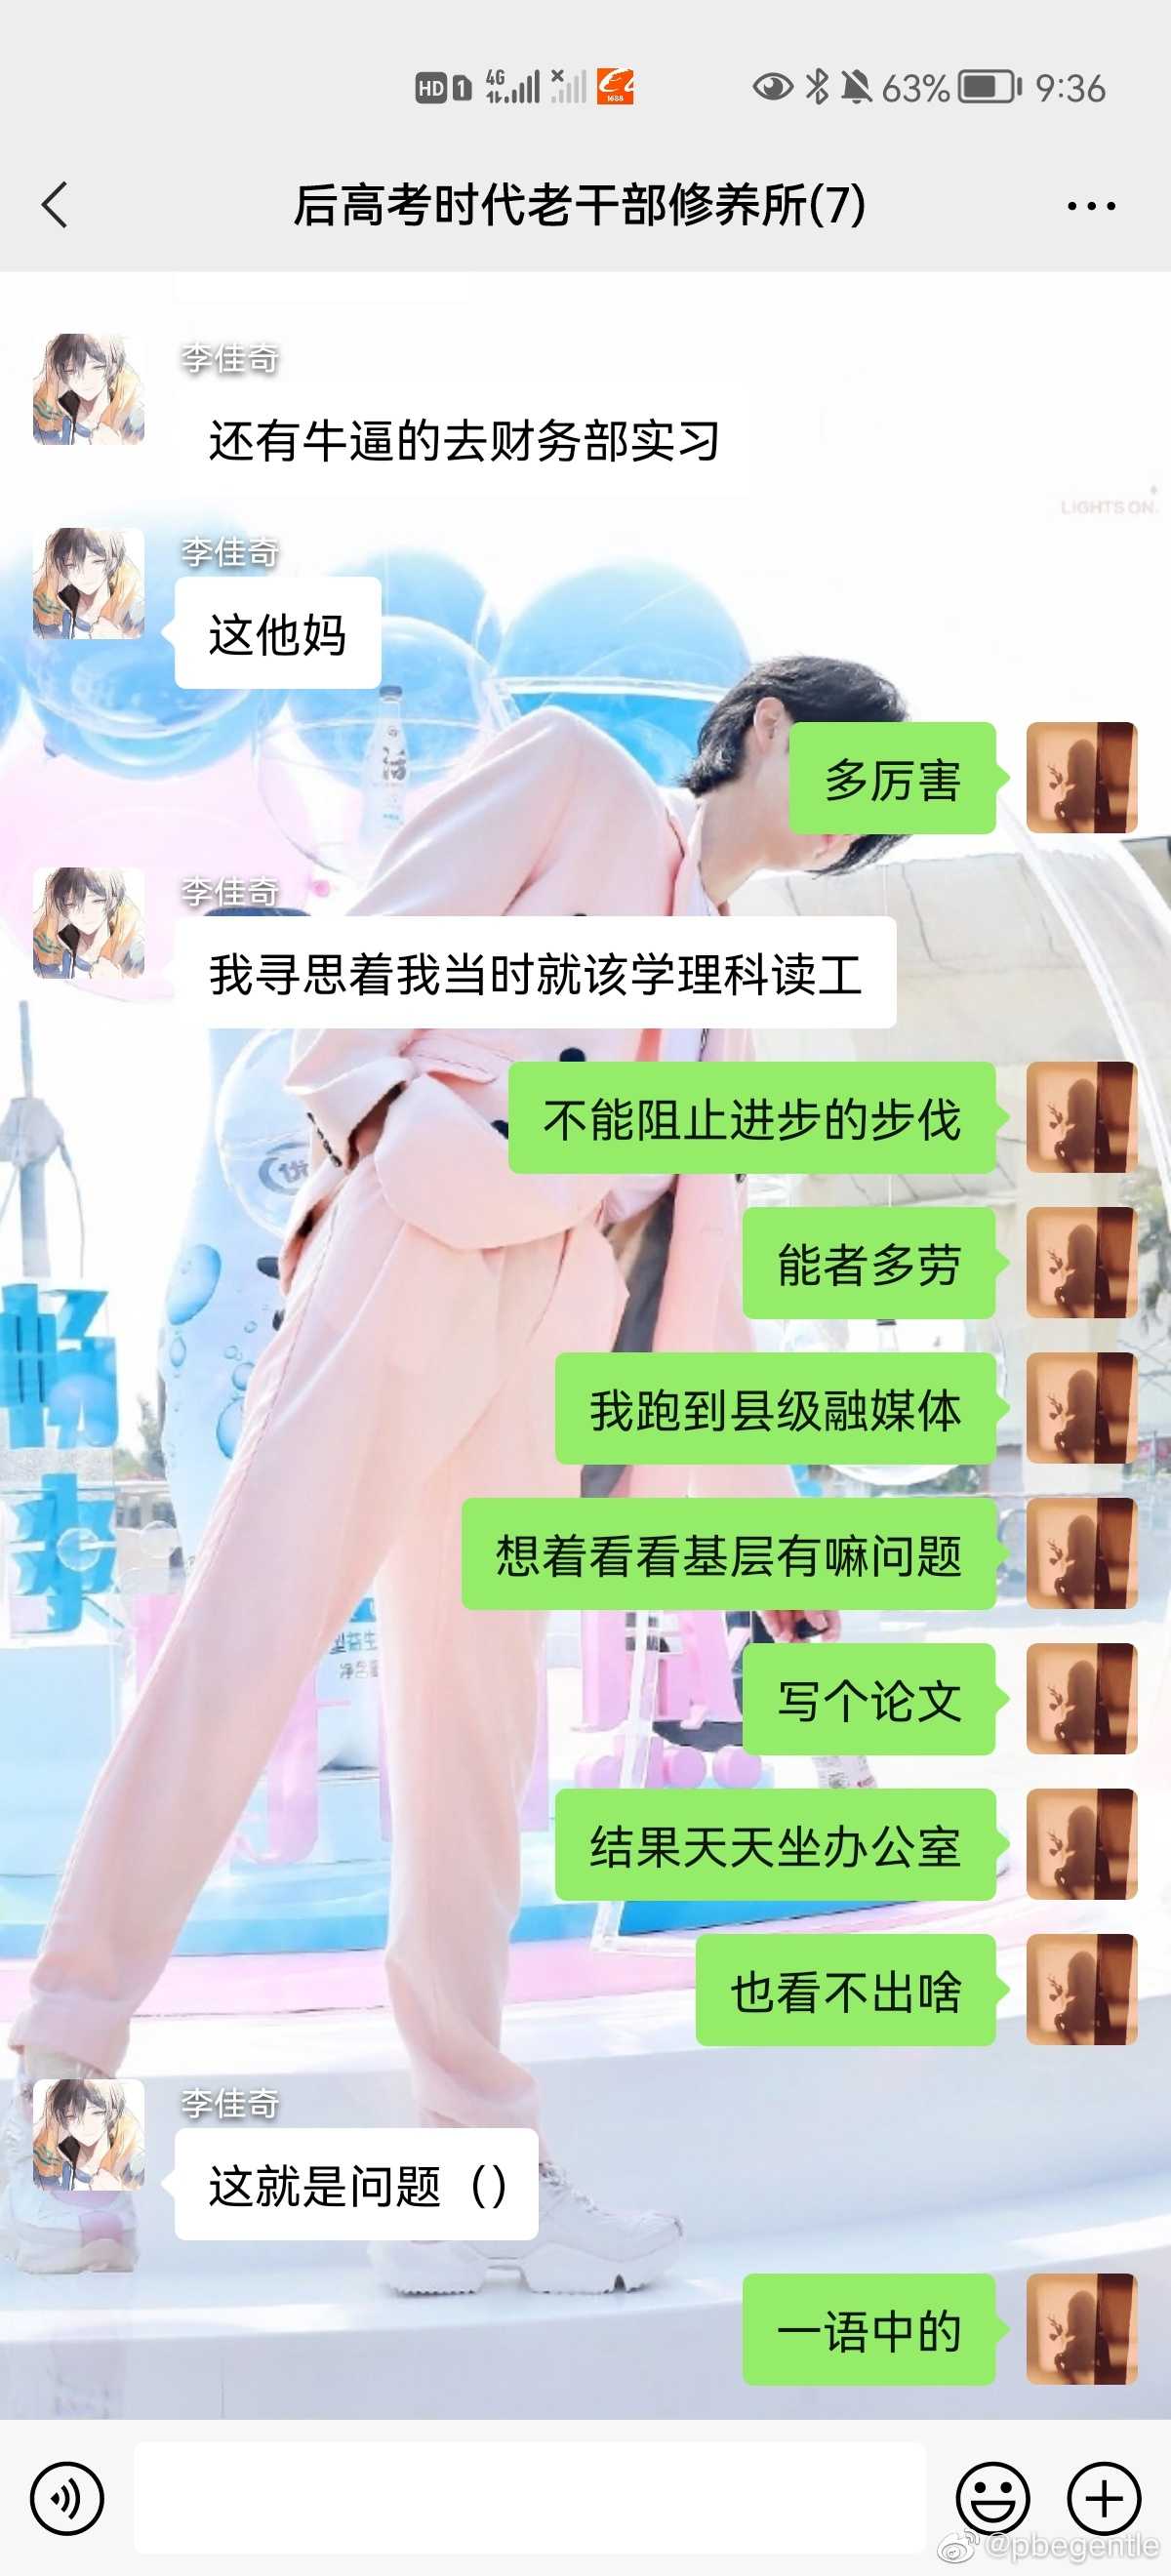 HD 1 4G 1688 63% 9:36
后高考时代老干部修养所(7)
李佳奇
还有牛逼的去财务部实习
LIGHTS ON.
李佳奇
这他妈
多厉害
李佳奇
我寻思着我当时就该学理科读工
不能阻止进步的步伐
能者多劳
我跑到县级融媒体
想着看看基层有嘛问题
写个论文
结果天天坐办公室
也看不出啥
李佳奇
这就是问题（）
一语中的
@pbegentle